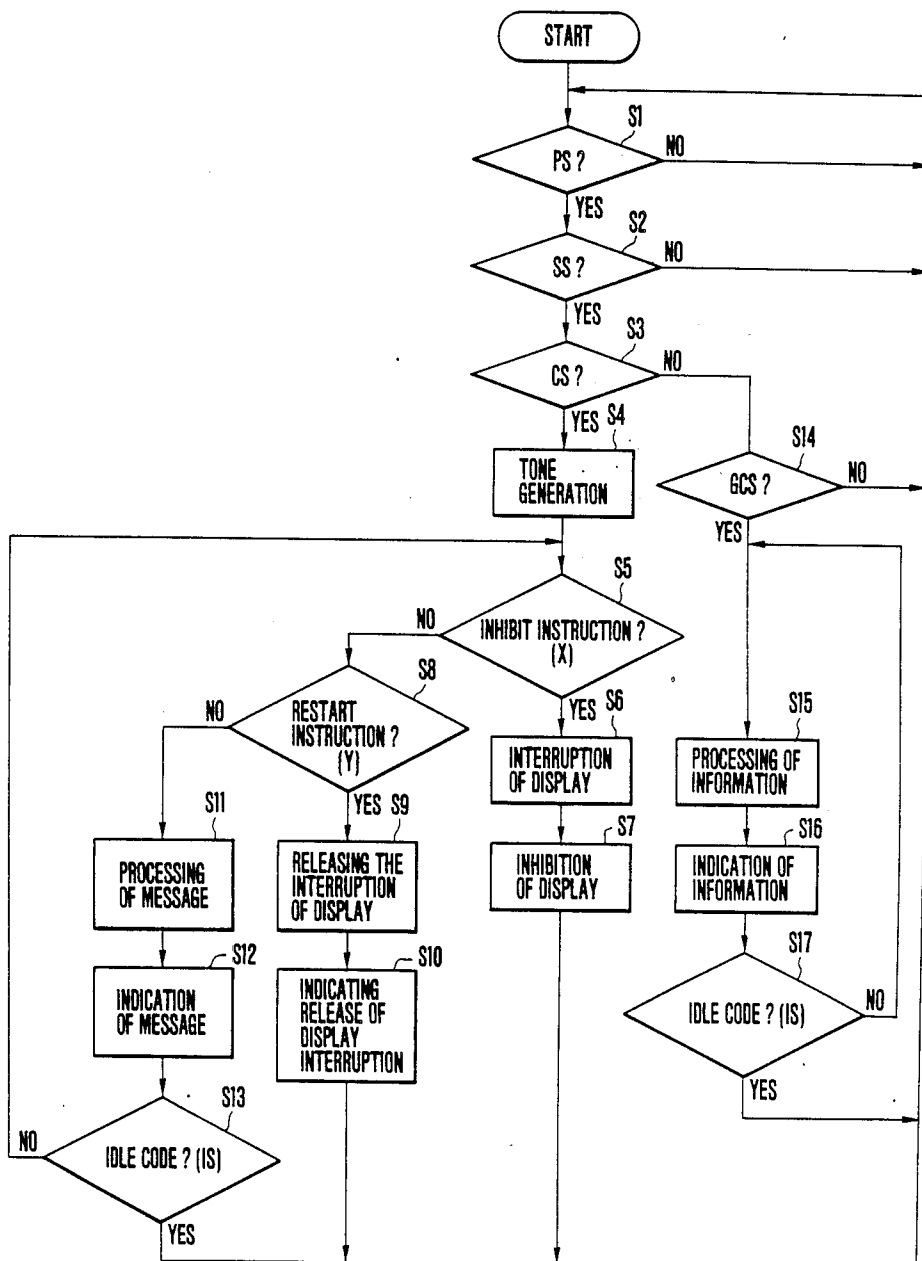 START
S1
PS ?
NO
YES
S2
SS ?
NO
YES
S3
CS ?
NO
YES
S4
TONE
GENERATION
S14
GCS ?
NO
YES
S5
INHIBIT INSTRUCTION ?
(X)
NO
YES
S8
RESTART
INSTRUCTION ?
(Y)
NO
YES
S6
INTERRUPTION
OF DISPLAY
S7
INHIBITION
OF DISPLAY
S15
PROCESSING OF
INFORMATION
S16
INDICATION OF
INFORMATION
S17
IDLE CODE ? (IS)
NO
YES
S11
PROCESSING
OF MESSAGE
S12
INDICATION
OF MESSAGE
S9
RELEASING THE
INTERRUPTION
OF DISPLAY
S10
INDICATING
RELEASE OF
DISPLAY
INTERRUPTION
S13
IDLE CODE ? (IS)
NO
YES